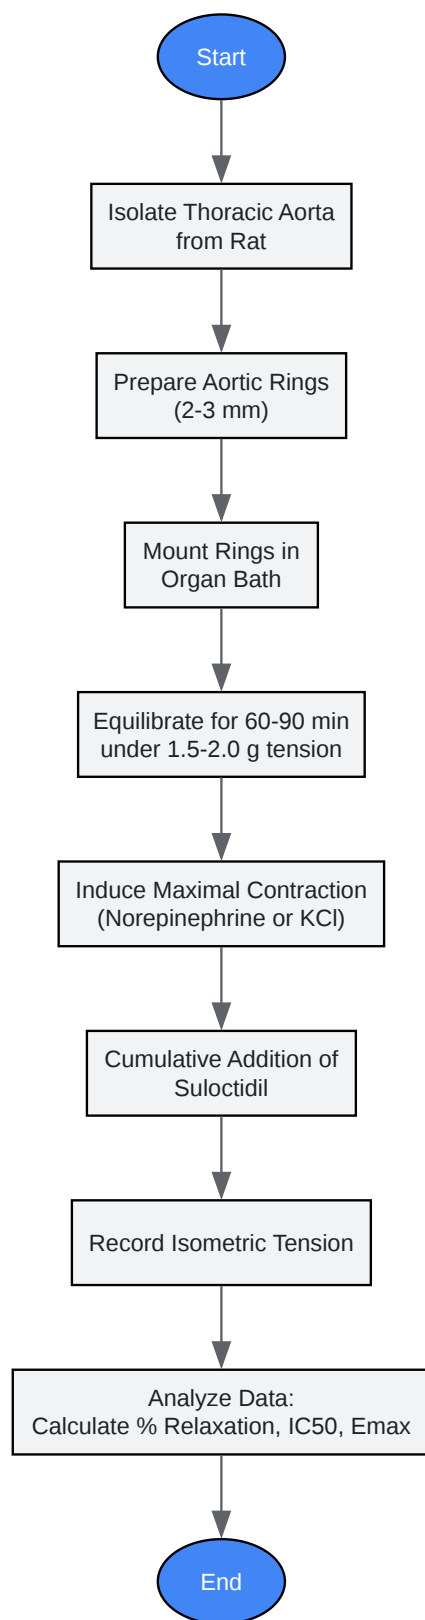 Start
Isolate Thoracic Aorta
from Rat
Prepare Aortic Rings
(2-3 mm)
Mount Rings in
Organ Bath
Equilibrate for 60-90 min
under 1.5-2.0 g tension
Induce Maximal Contraction
(Norepinephrine or KCl)
Cumulative Addition of
Suloctidil
Record Isometric Tension
Analyze Data:
Calculate % Relaxation, IC50, Emax
End